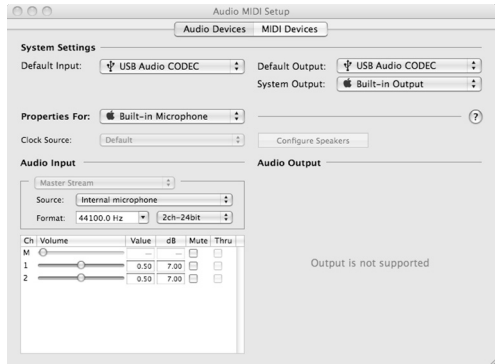 Audio MIDI Setup
Audio Devices MIDI Devices
System Settings
Default Input: USB Audio CODEC
Default Output: USB Audio CODEC
System Output: Built-in Output
Properties For: Built-in Microphone
?
Clock Source: Default
Configure Speakers
Audio Input
Master Stream
Source: Internal microphone
Format: 44100.0 Hz 2ch-24bit
Ch Volume Value dB Mute Thru
M -- --
1 0.50 7.00
2 0.50 7.00
Audio Output
Output is not supported